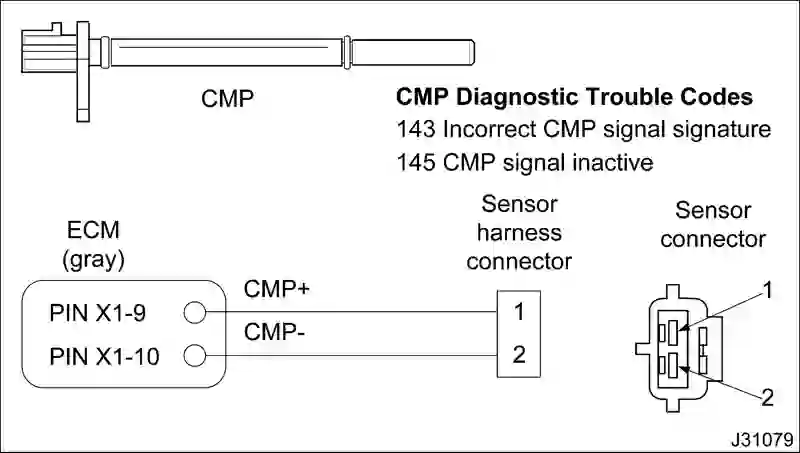 CMP
CMP Diagnostic Trouble Codes
143 Incorrect CMP signal signature
145 CMP signal inactive
ECM
(gray)
PIN X1-9
PIN X1-10
CMP+
CMP-
Sensor
harness
connector
1
2
Sensor
connector
1
2
J31079